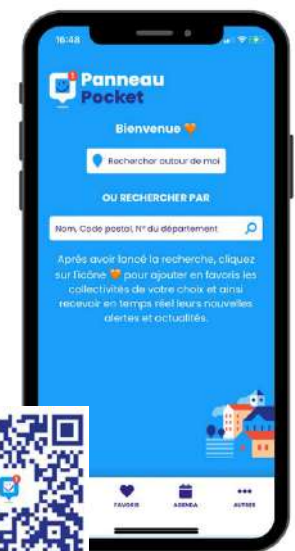 16:48
1
Panneau
Pocket
Bienvenue 🧡
Rechercher autour de moi
OU RECHERCHER PAR
Nom, Code postal, N° du département
Après avoir lancé la recherche, cliquez
sur l'icône 🧡 pour ajouter en favoris les
collectivités de votre choix et ainsi
recevoir en temps réel leurs nouvelles
alertes et actualités.
FAVORIS
AGENDA
AUTRES